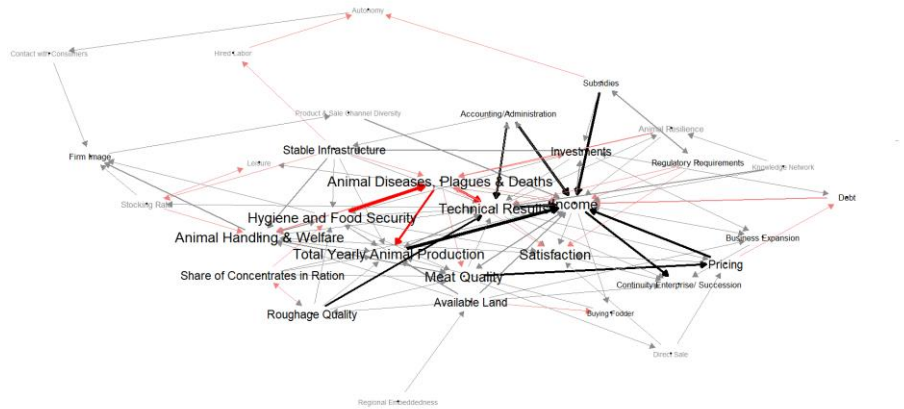 Autonomy
Contact with Consumers
Hired Labor
Subsidies
Product & Sale Channel Diversity
Accounting/Administration
Animal Resilience
Firm Image
Stable Infrastructure
Investments
Leisure
Regulatory Requirements
Knowledge Network
Animal Diseases, Plagues & Deaths
Debt
Stocking Rate
Technical Results
Income
Hygiene and Food Security
Animal Handling & Welfare
Business Expansion
Total Yearly Animal Production
Satisfaction
Pricing
Share of Concentrates in Ration
Meat Quality
Continuity Enterprise/ Succession
Available Land
Roughage Quality
Buying Fodder
Direct Sale
Regional Embeddedness